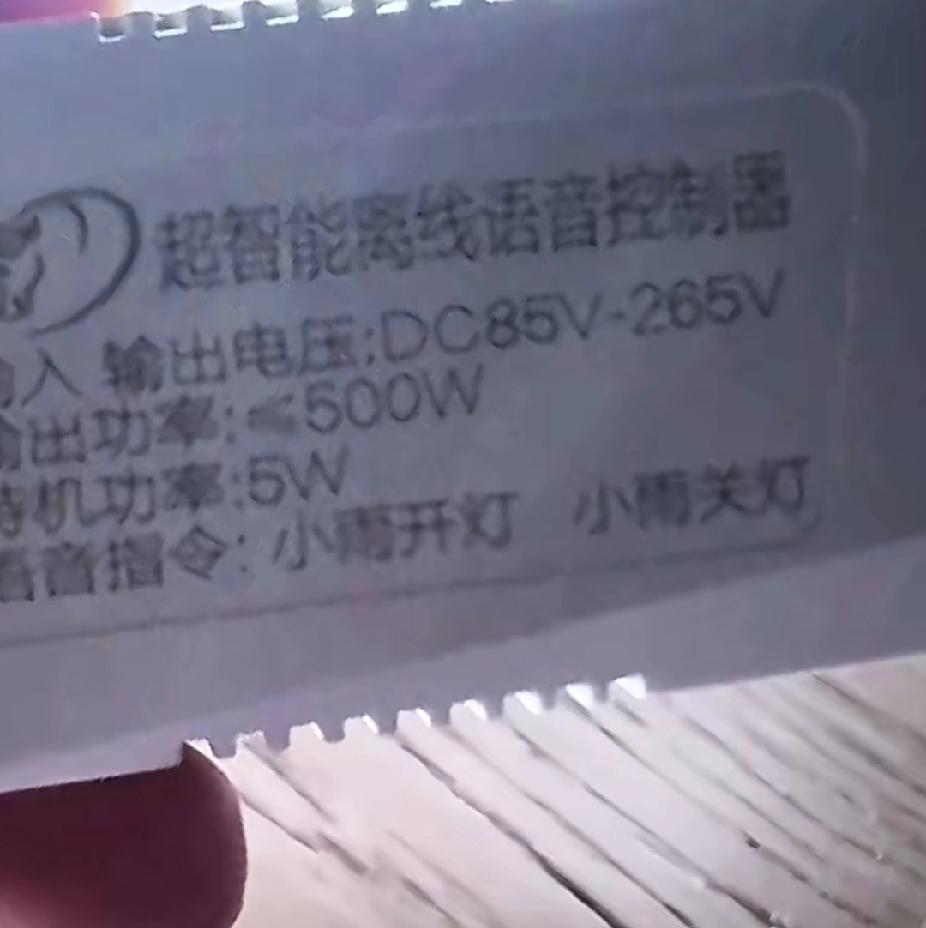 超智能离线语音控制器
输入 输出电压:DC85V-265V
输出功率:≤500W
待机功率:5W
语音指令: 小雨开灯 小雨关灯